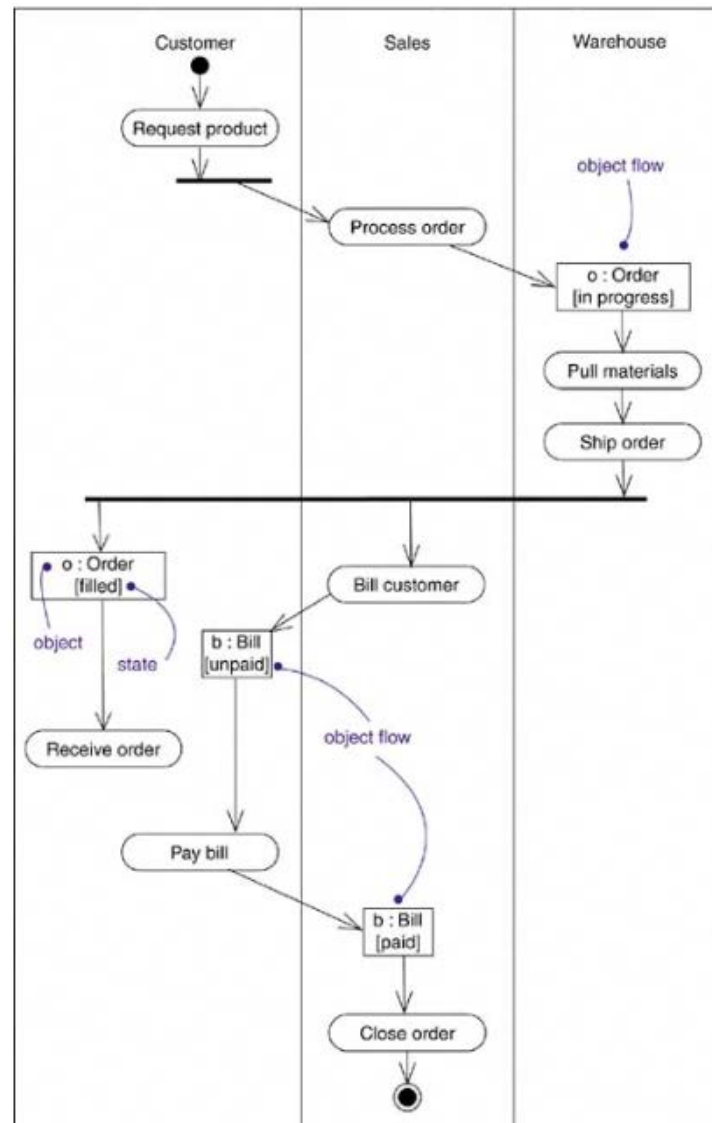 Customer
Sales
Warehouse
Request product
object flow
Process order
o : Order
[in progress]
Pull materials
Ship order
o : Order
[filled]
Bill customer
object
state
b : Bill
[unpaid]
object flow
Receive order
Pay bill
b : Bill
[paid]
Close order